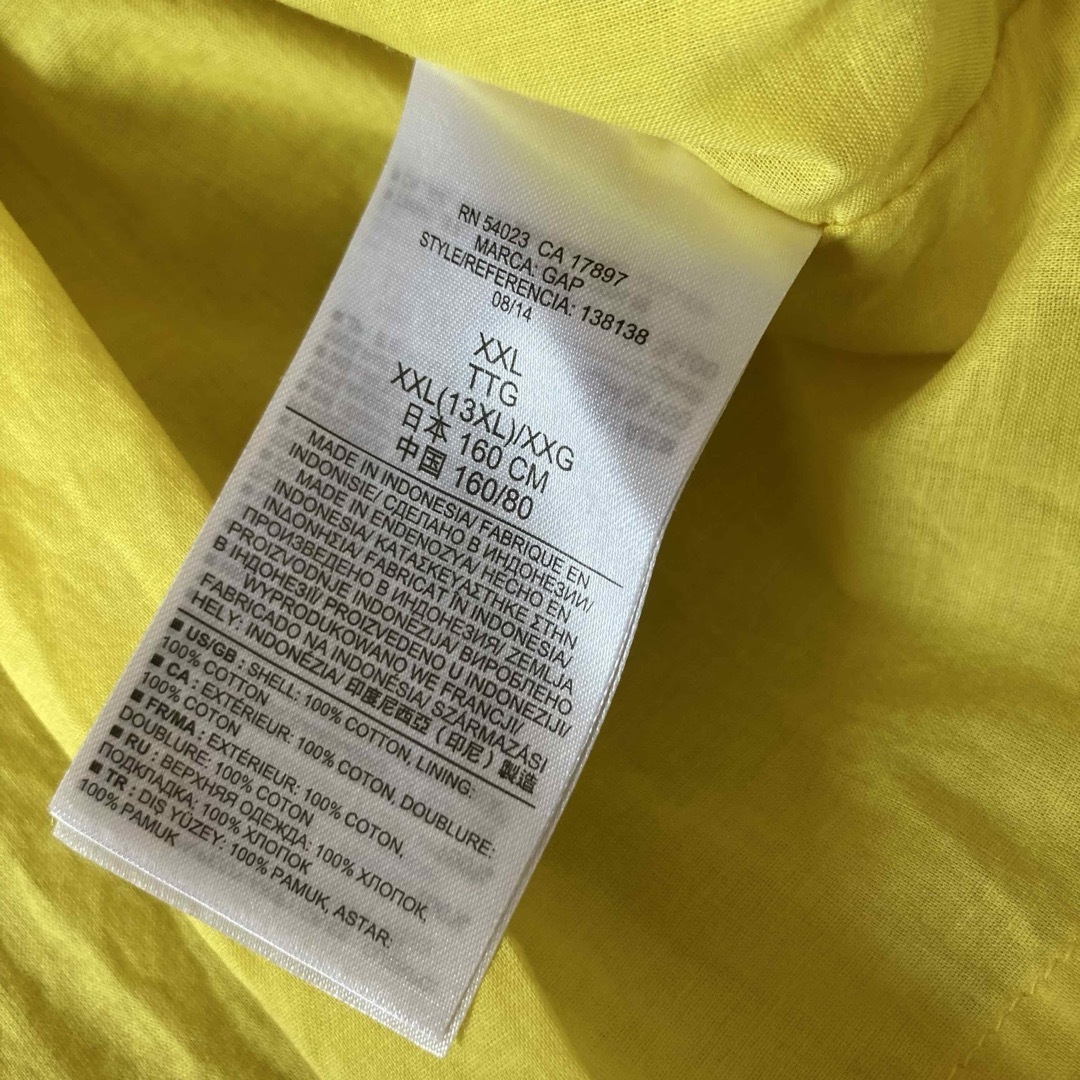 RN 54023 CA 17897
MARCA: GAP
STYLE/REFERENCIA: 138138
08/14
XXL
TTG
XXL(13XL)/XXG
日本 160 CM
中国 160/80
MADE IN INDONESIA/ FABRIQUE EN
INDONISIE/ СДЕЛАНО В ИНДОНЕЗИИ/
MADE IN ENDENOZYA/ HECHO EN
INDONESIA/ ΚΑΤΑΣΚΕΥΑΣΤΗΚΕ ΣΤΗΝ
ΙΝΔΟΝΗΣΙΑ/ FABRICAT IN INDONESIA/
ПРОИЗВЕДЕНО В ИНДОНЕЗИЯ/ ZEMLJA
PROIZVODNJE INDONEZIJA/ ВИРОБЛЕНО
В ІНДОНЕЗІЇ/ PROIZVEDENO U INDONEZIJI/
WYPRODUKOWANO WE FRANCJI/
FABRICADO NA INDONÉSIA/ SZÁRMAZÁSI
HELY: INDONÉZIA/ 印度尼西亞 ( 印尼 ) 製造
■ US/GB : SHELL: 100% COTTON, LINING:
100% COTTON
■ CA : EXTÉRIEUR: 100% COTON, DOUBLURE:
100% COTON
■ FR/MA : EXTÉRIEUR: 100% COTON,
DOUBLURE: 100% COTON
■ RU : ВЕРХНЯЯ ОДЕЖДА: 100% ХЛОПОК,
ПОДКЛАДКА: 100% ХЛОПОК
■ TR : DIŞ YÜZEY: 100% PAMUK, ASTAR:
100% PAMUK